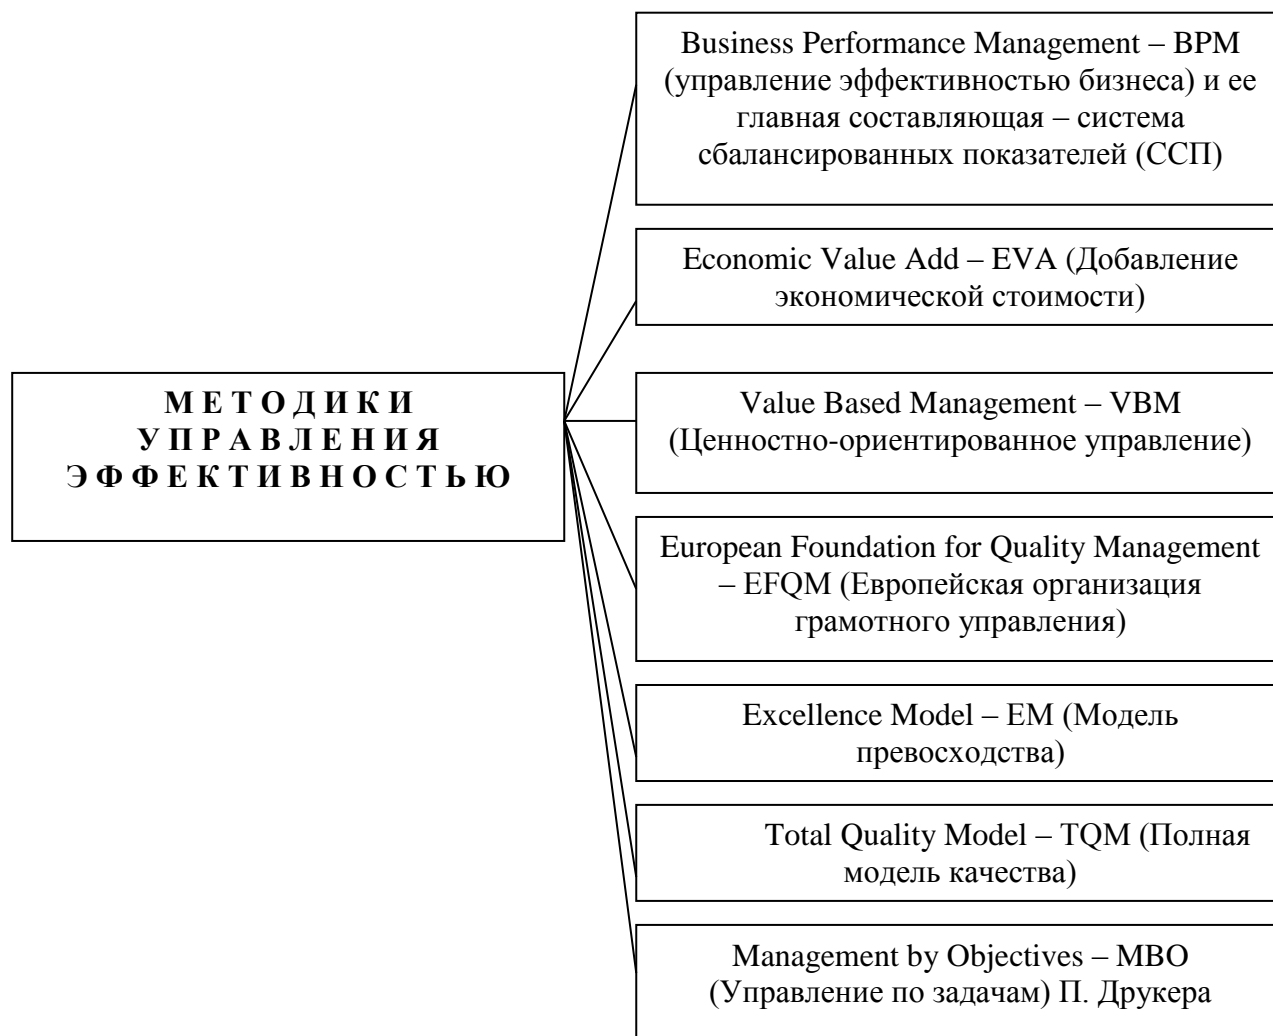 Business Performance Management – BPM
(управление эффективностью бизнеса) и ее
главная составляющая – система
сбалансированных показателей (ССП)
Economic Value Add – EVA (Добавление
экономической стоимости)
М Е Т О Д И К И
У П Р А В Л Е Н И Я
Э Ф Ф Е К Т И В Н О С Т Ь Ю
Value Based Management – VBM
(Ценностно-ориентированное управление)
European Foundation for Quality Management
– EFQM (Европейская организация
грамотного управления)
Excellence Model – EM (Модель
превосходства)
Total Quality Model – TQM (Полная
модель качества)
Management by Objectives – MBO
(Управление по задачам) П. Друкера